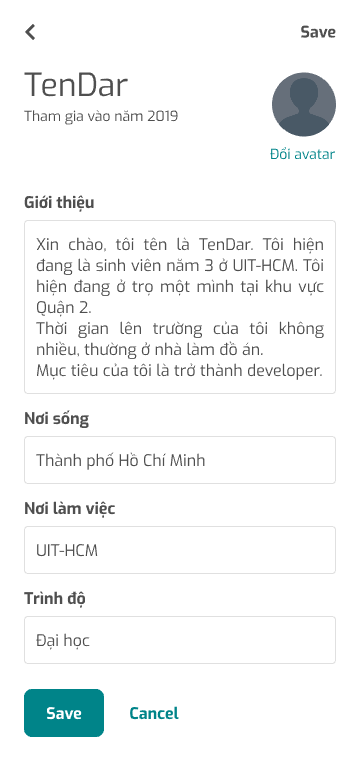 Save
TenDar
Tham gia vào năm 2019
Đổi avatar
Giới thiệu
Xin chào, tôi tên là TenDar. Tôi hiện
đang là sinh viên năm 3 ở UIT-HCM. Tôi
hiện đang ở trọ một mình tại khu vực
Quận 2.
Thời gian lên trường của tôi không
nhiều, thường ở nhà làm đồ án.
Mục tiêu của tôi là trở thành developer.
Nơi sống
Thành phố Hồ Chí Minh
Nơi làm việc
UIT-HCM
Trình độ
Đại học
Save Cancel